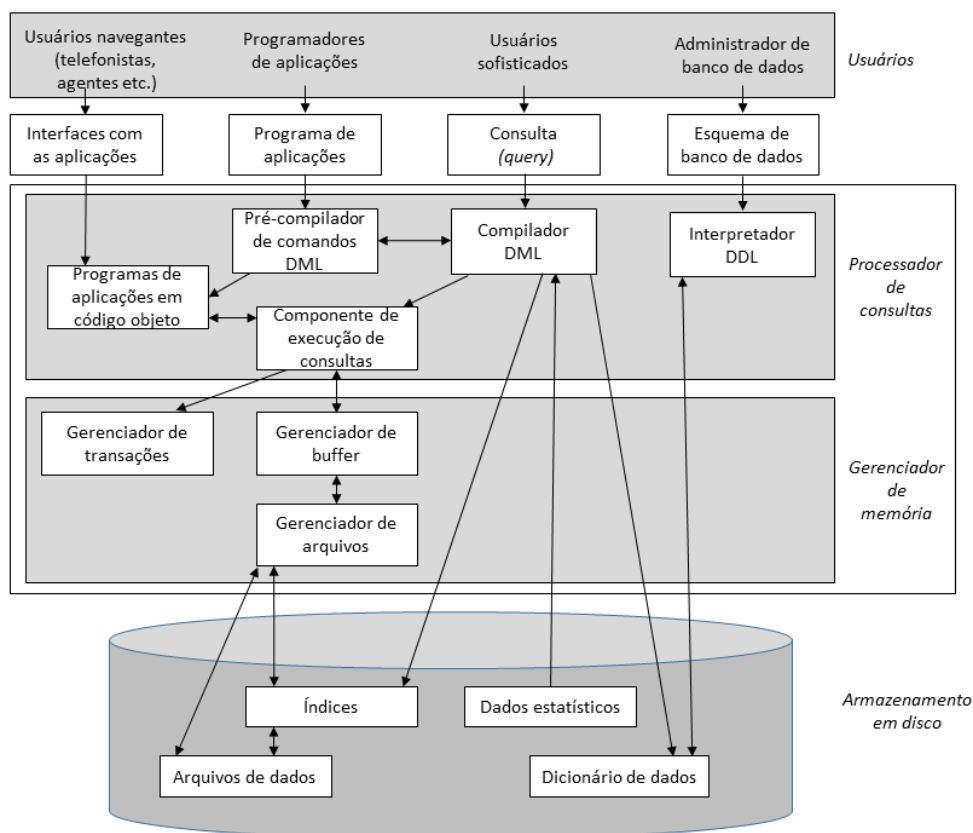 Usuários navegantes
(telefonistas,
agentes etc.)
Programadores
de aplicações
Usuários
sofisticados
Administrador de
banco de dados
Usuários
Interfaces com
as aplicações
Programa de
aplicações
Consulta
(query)
Esquema de
banco de dados
Pré-compilador
de comandos
DML
Compilador
DML
Interpretador
DDL
Programas de
aplicações em
código objeto
Componente de
execução de
consultas
Processador
de
consultas
Gerenciador de
transações
Gerenciador de
buffer
Gerenciador de
arquivos
Gerenciador
de
memória
Índices
Dados estatísticos
Arquivos de dados
Dicionário de dados
Armazenamento
em disco